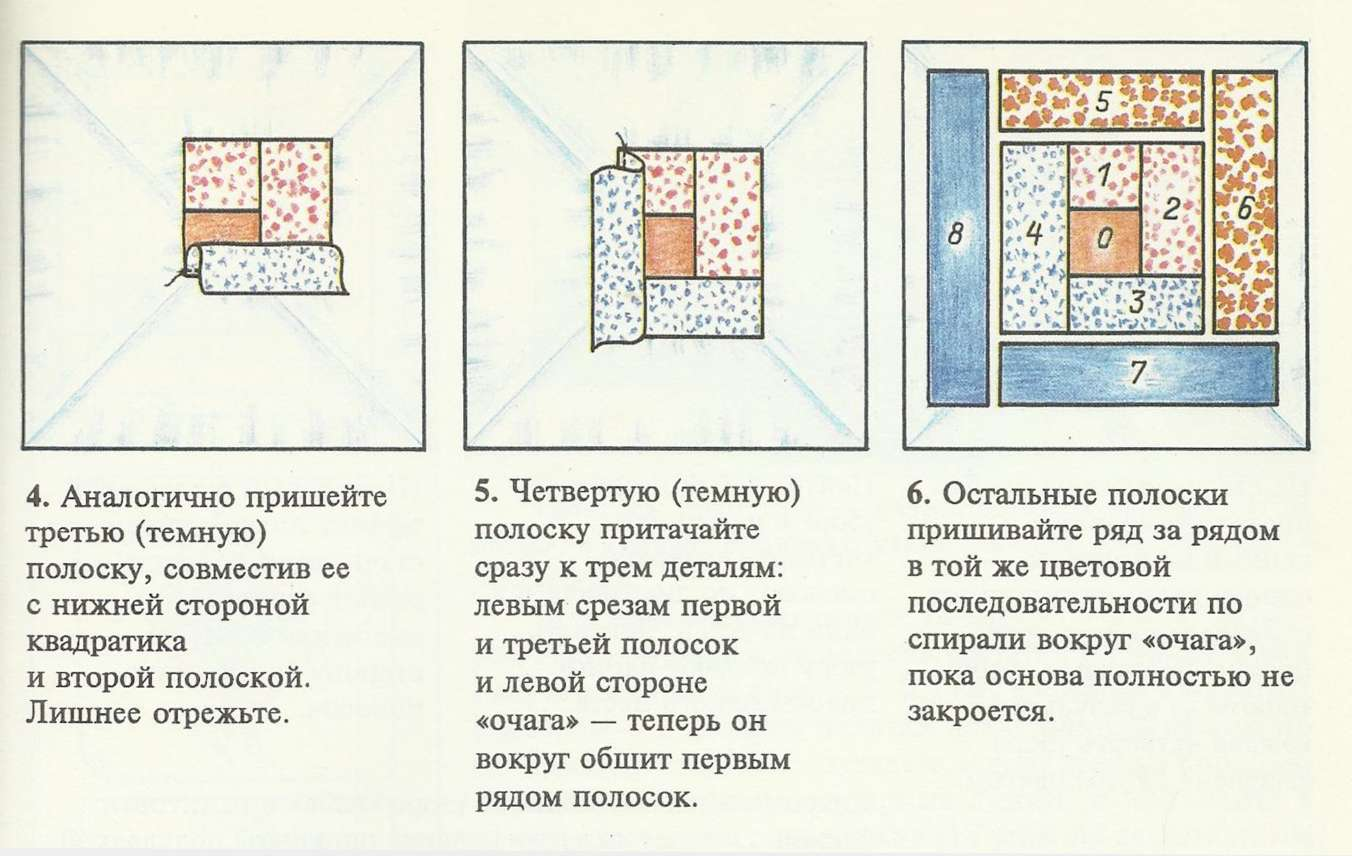 5
1
2
6
8
4
0
3
7
4. Аналогично пришейте
третью (темную)
полоску, совместив ее
с нижней стороной
квадратика
и второй полоской.
Лишнее отрежьте.
5. Четвертую (темную)
полоску притачайте
сразу к трем деталям:
левым срезам первой
и третьей полосок
и левой стороне
«очага» — теперь он
вокруг обшит первым
рядом полосок.
6. Остальные полоски
пришивайте ряд за рядом
в той же цветовой
последовательности по
спирали вокруг «очага»,
пока основа полностью не
закроется.